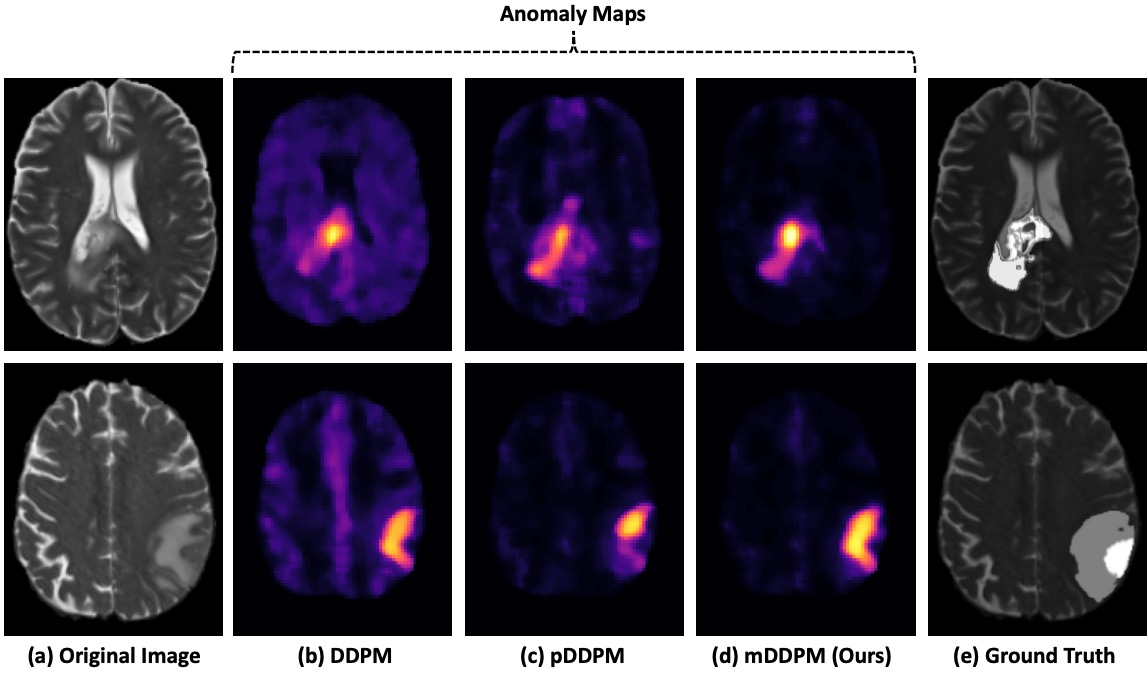 Anomaly Maps
(a) Original Image
(b) DDPM
(c) pDDPM
(d) mDDPM (Ours)
(e) Ground Truth